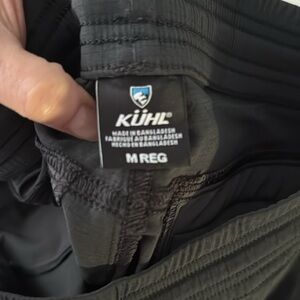 KÜHL®
MADE IN BANGLADESH
FABRIQUÉ AU BANGLADESH
HECHO EN BANGLADESH
M REG